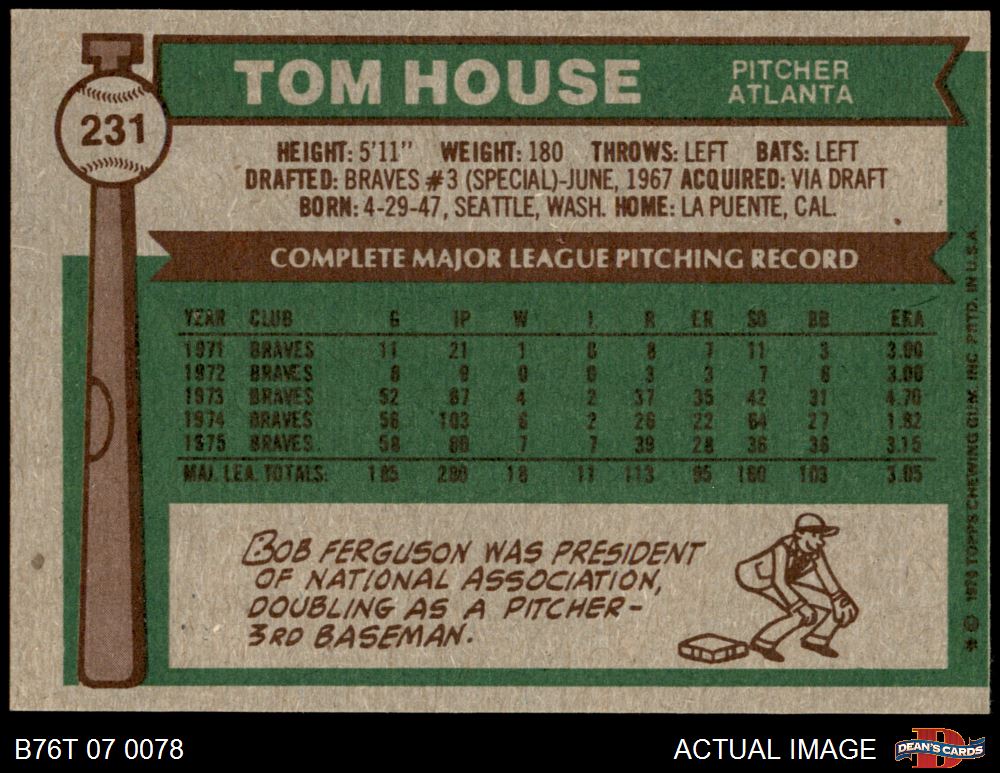 231
TOM HOUSE
PITCHER
ATLANTA
HEIGHT: 5'11" WEIGHT: 180 THROWS: LEFT BATS: LEFT
DRAFTED: BRAVES #3 (SPECIAL)-JUNE, 1967 ACQUIRED: VIA DRAFT
BORN: 4-29-47, SEATTLE, WASH. HOME: LA PUENTE, CAL.
COMPLETE MAJOR LEAGUE PITCHING RECORD
YEAR CLUB G IP W L R ER SO BB ERA
1971 BRAVES 11 21 1 0 8 7 11 3 3.00
1972 BRAVES 8 9 0 0 3 3 7 6 3.00
1973 BRAVES 52 67 4 2 37 35 42 31 4.70
1974 BRAVES 56 103 6 2 26 22 64 27 1.92
1975 BRAVES 58 80 7 7 39 28 36 36 3.15
MAJ. LEA. TOTALS: 185 280 18 11 113 95 160 103 3.05
BOB FERGUSON WAS PRESIDENT
OF NATIONAL ASSOCIATION,
DOUBLING AS A PITCHER-
3RD BASEMAN.
* © 1976 TOPPS CHEWING GUM, INC. PRTD. IN U.S.A.
B76T 07 0078
ACTUAL IMAGE
D
DEAN'S CARDS